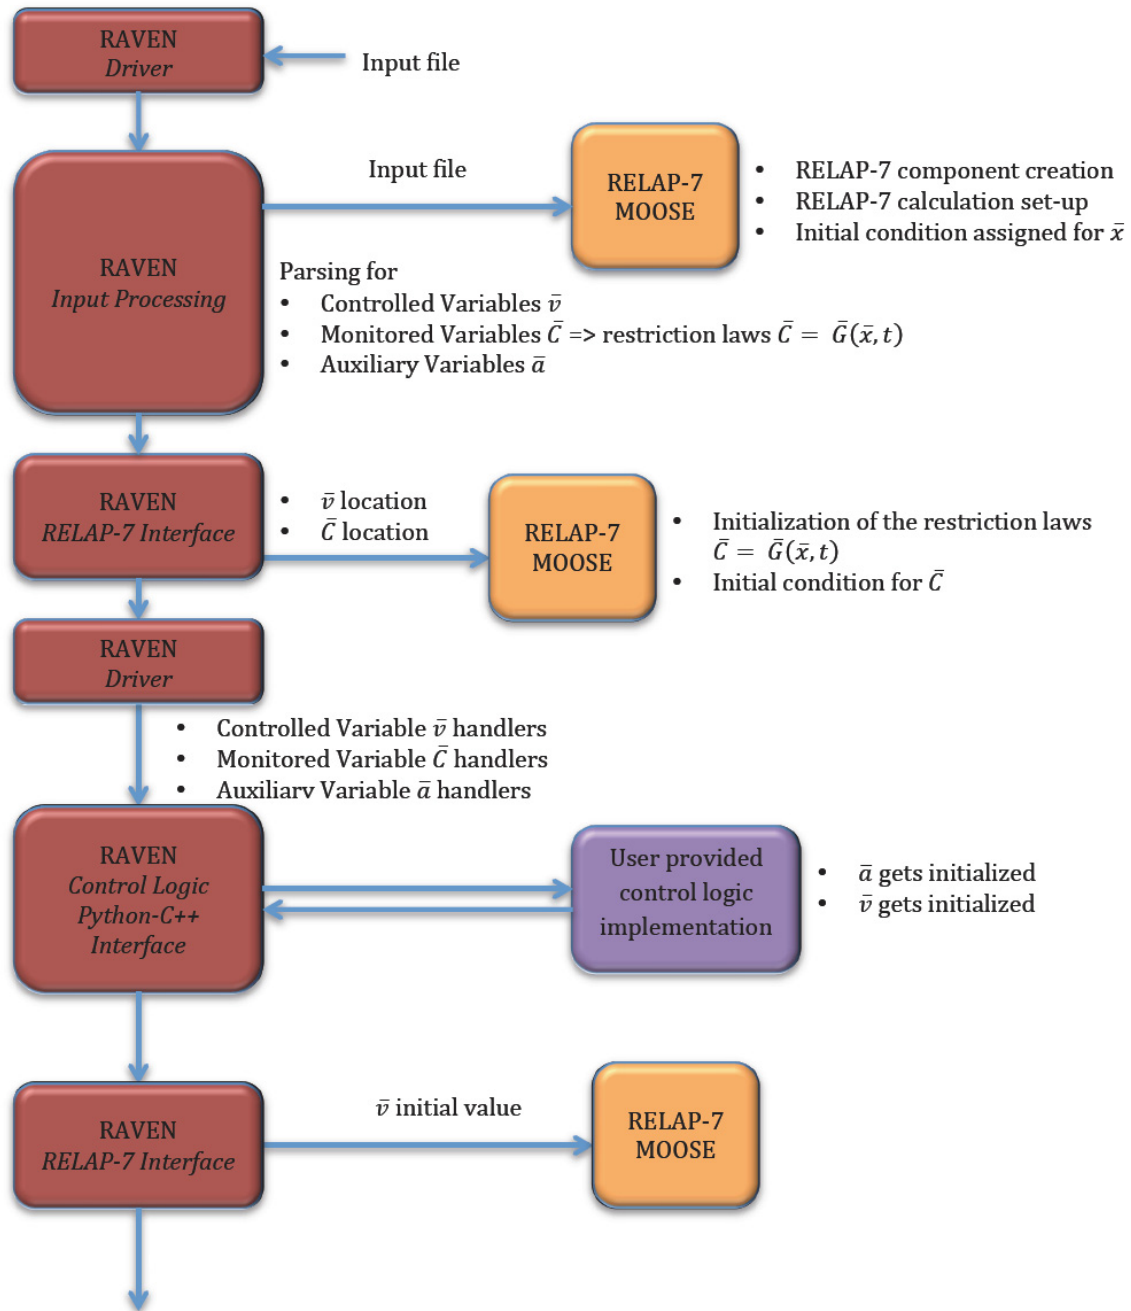 RAVEN
Driver
Input file
Input file
RELAP-7
MOOSE
• RELAP-7 component creation
• RELAP-7 calculation set-up
• Initial condition assigned for x̄
RAVEN
Input Processing
Parsing for
• Controlled Variables v̄
• Monitored Variables C̄ => restriction laws C̄ = Ḡ(x̄, t)
• Auxiliary Variables ā
RAVEN
RELAP-7 Interface
• v̄ location
• C̄ location
RELAP-7
MOOSE
• Initialization of the restriction laws
C̄ = Ḡ(x̄, t)
• Initial condition for C̄
RAVEN
Driver
• Controlled Variable v̄ handlers
• Monitored Variable C̄ handlers
• Auxiliary Variable ā handlers
RAVEN
Control Logic
Python-C++
Interface
User provided
control logic
implementation
• ā gets initialized
• v̄ gets initialized
RAVEN
RELAP-7 Interface
v̄ initial value
RELAP-7
MOOSE